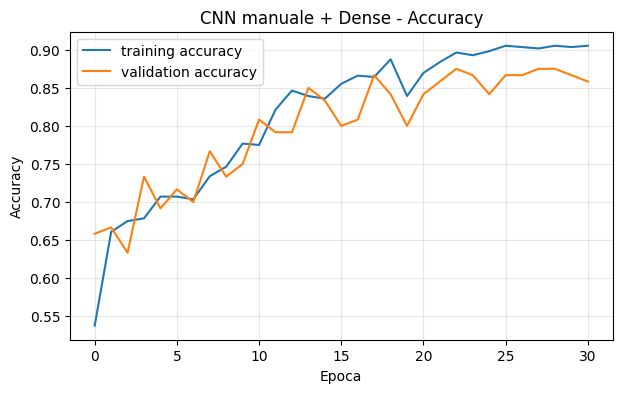 CNN manuale + Dense - Accuracy
training accuracy
validation accuracy
Accuracy
0.90
0.85
0.80
0.75
0.70
0.65
0.60
0.55
0 5 10 15 20 25 30
Epoca